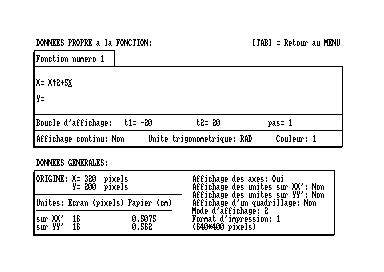 DONNEES PROPRE a la FONCTION: [TAB] = Retour au MENU
Fonction numero 1
X= X↑2+5X
Y=
Boucle d'affichage: t1= -20 t2= 20 pas= 1
Affichage continu: Non Unite trigonometrique: RAD Couleur: 1
DONNEES GENERALES:
ORIGINE: X= 320 pixels
Y= 200 pixels
Unites: Ecran (pixels) Papier (cm)
sur XX' 16 0.5075
sur YY' 16 0.562
Affichage des axes: Oui
Affichage des unites sur XX': Non
Affichage des unites sur YY': Non
Affichage d'un quadrillage: Non
Mode d'affichage: 2
Format d'impression: 1
(640*400 pixels)